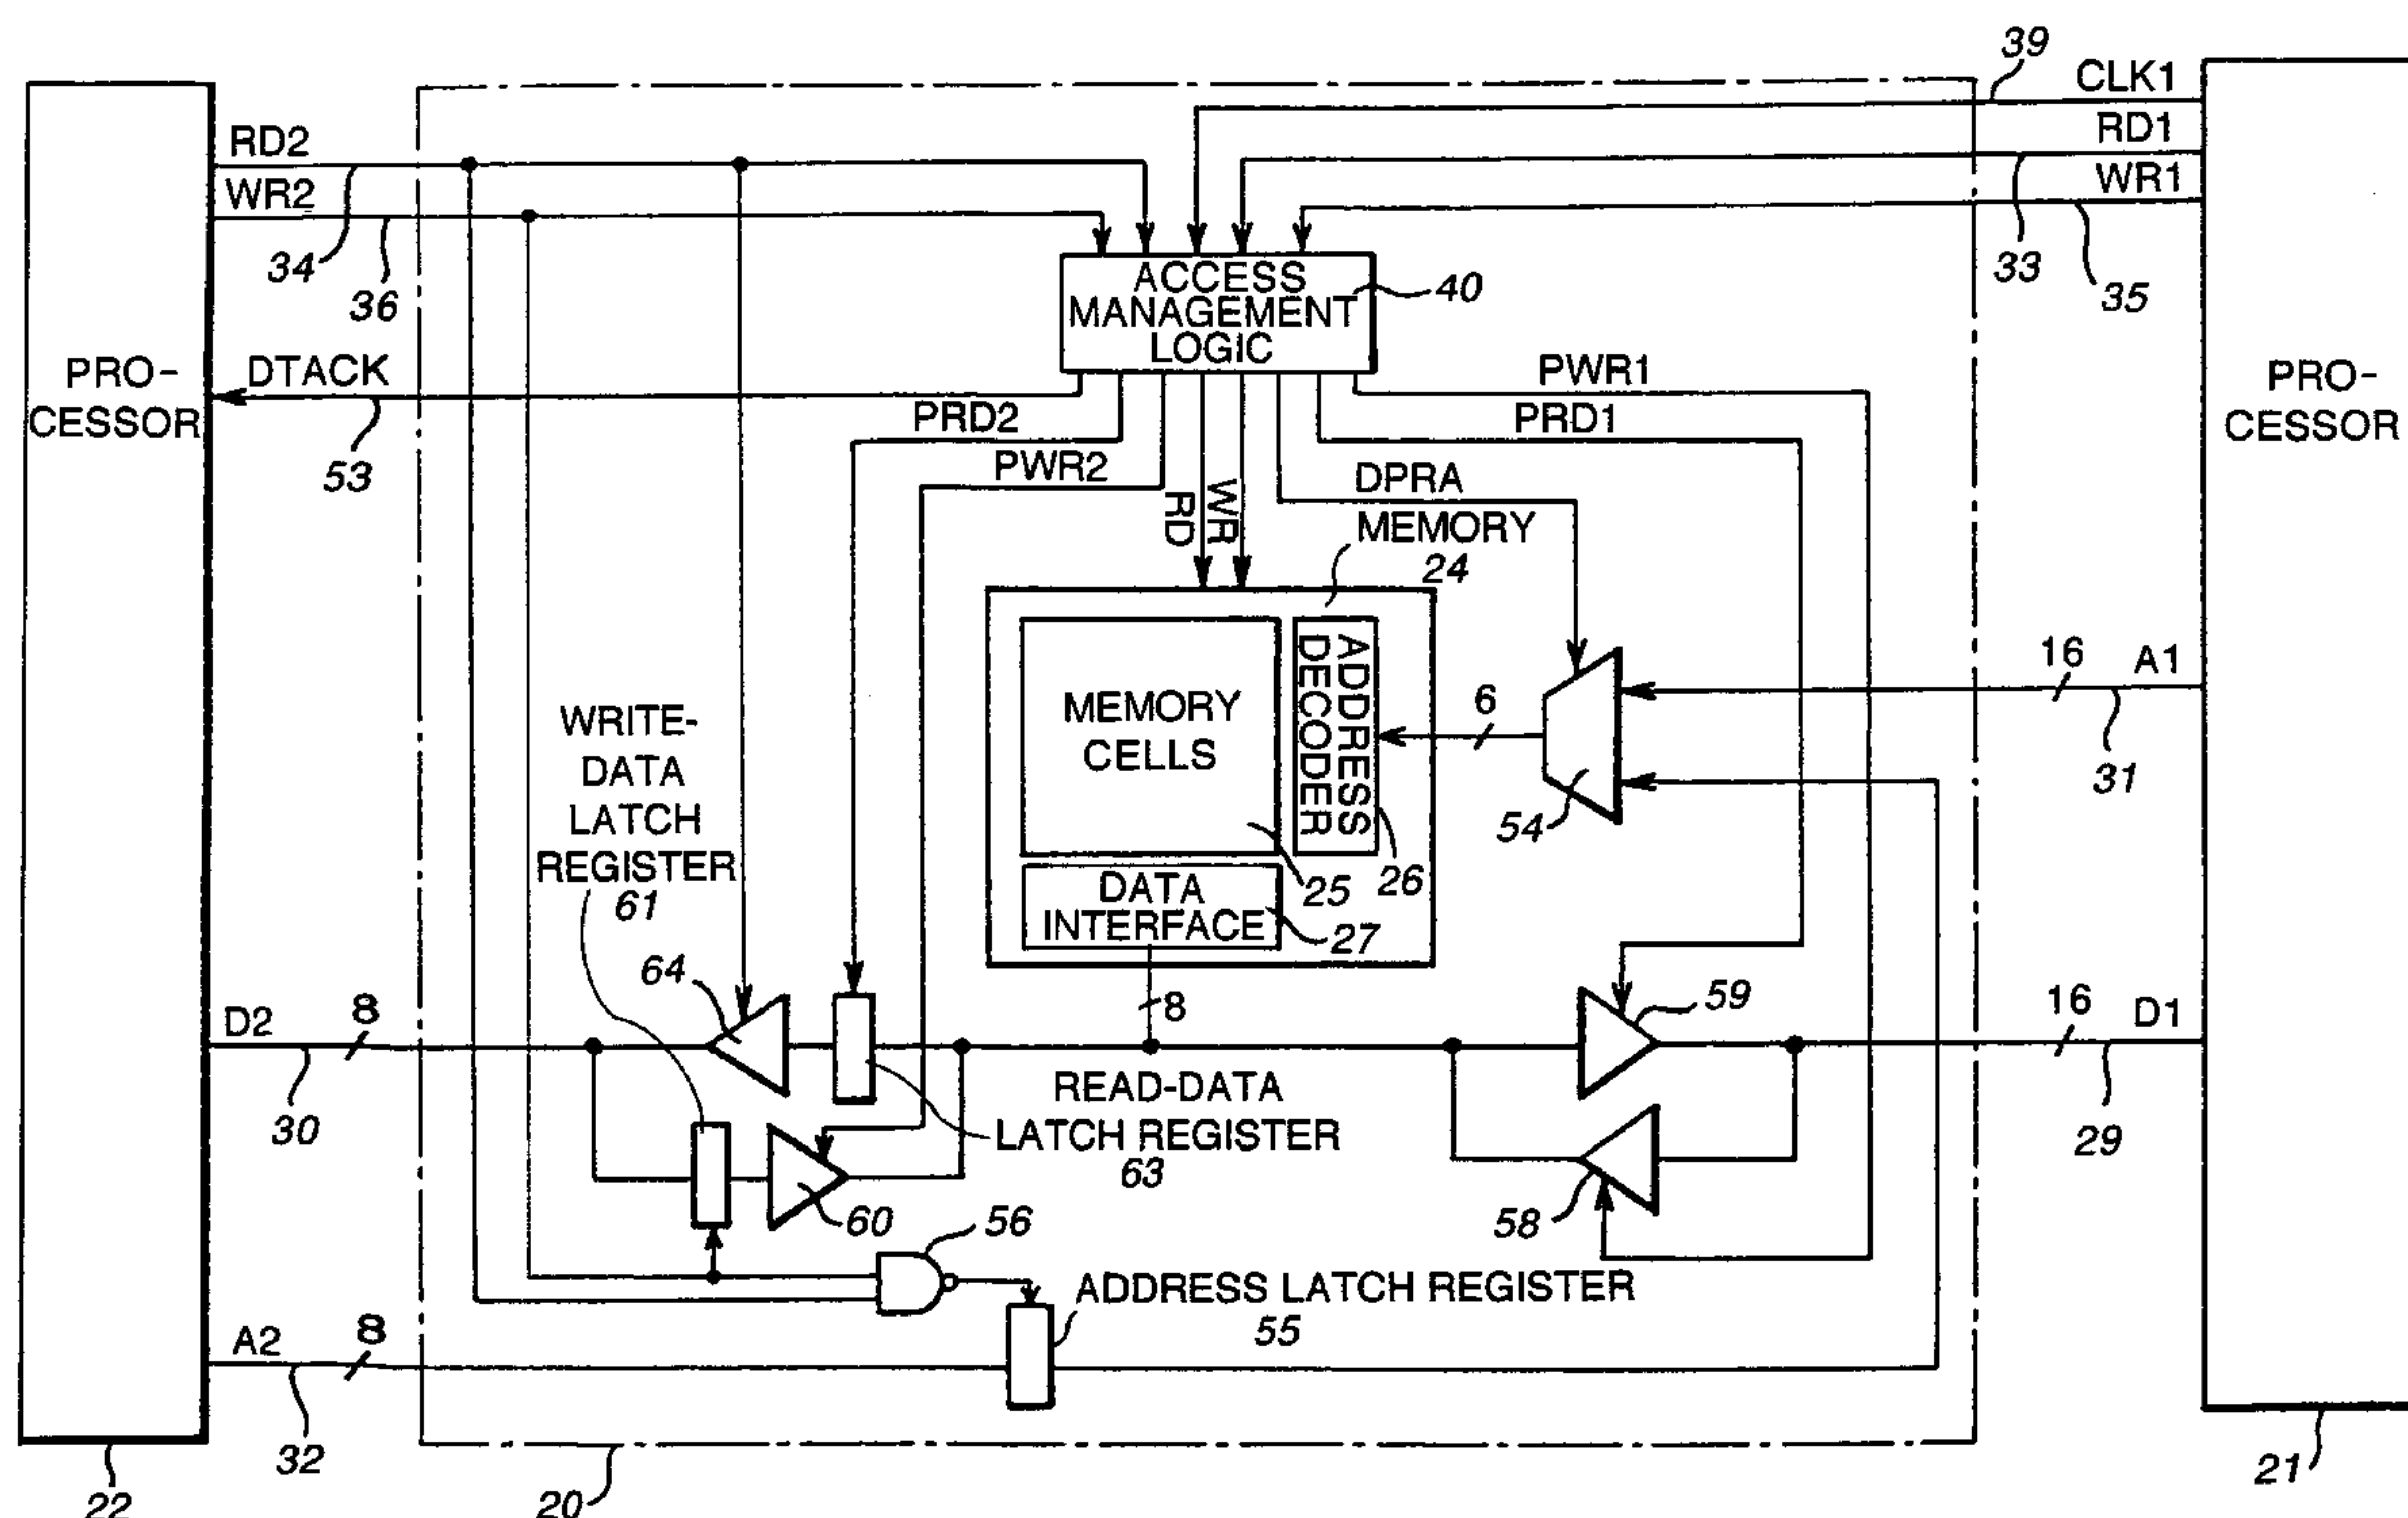 39
CLK1
RD1
WR1
RD2
WR2
34
36
33
35
ACCESS
MANAGEMENT
LOGIC
40
PRO-
CESSOR
DTACK
53
PRD2
PWR2
RD
WR
PWR1
PRD1
DPRA
MEMORY
24
PRO-
CESSOR
MEMORY
CELLS
ADDRESS
DECODER
6
54
16
A1
31
25
26
DATA
INTERFACE
27
WRITE-
DATA
LATCH
REGISTER
61
64
8
59
D2
8
30
16
D1
29
READ-DATA
LATCH REGISTER
63
60
58
56
ADDRESS LATCH REGISTER
55
A2
8
32
22
20
21